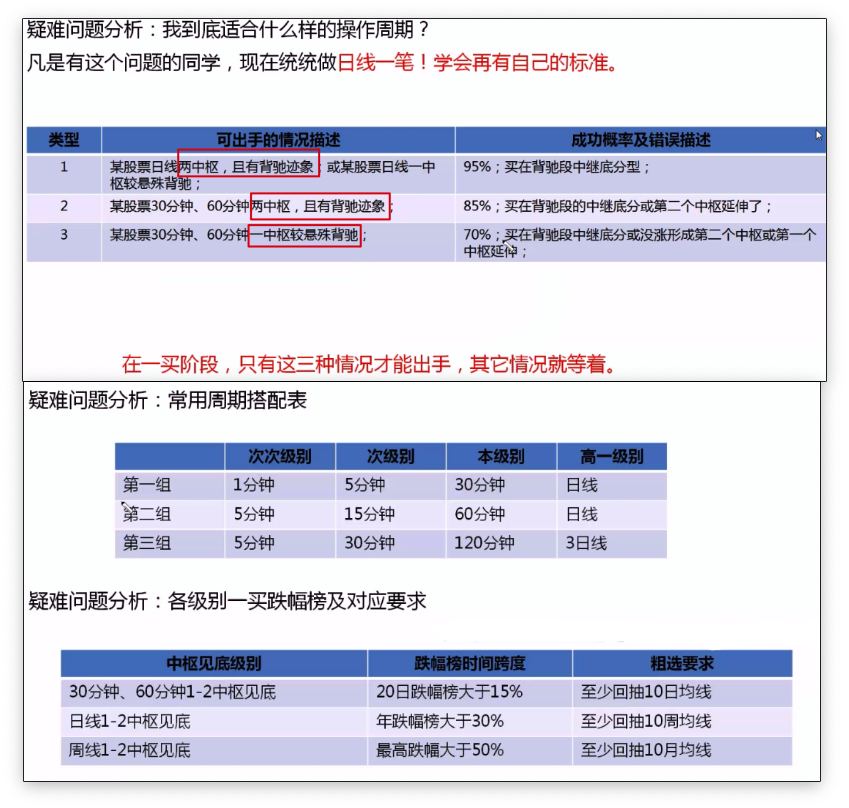 疑难问题分析：我到底适合什么样的操作周期？
凡是有这个问题的同学，现在统统做日线一笔！学会再有自己的标准。
类型 可出手的情况描述 成功概率及错误描述
1 某股票日线两中枢，且有背驰迹象；或某股票日线一中 95%；买在背驰段中继底分型；
枢较悬殊背驰；
2 某股票30分钟、60分钟两中枢，且有背驰迹象； 85%；买在背驰段的中继底分或第二个中枢延伸了；
3 某股票30分钟、60分钟一中枢较悬殊背驰； 70%；买在背驰段中继底分或没涨形成第二个中枢或第一个
中枢延伸；
在一买阶段，只有这三种情况才能出手，其它情况就等着。
疑难问题分析：常用周期搭配表
次次级别 次级别 本级别 高一级别
第一组 1分钟 5分钟 30分钟 日线
第二组 5分钟 15分钟 60分钟 日线
第三组 5分钟 30分钟 120分钟 3日线
疑难问题分析：各级别一买跌幅榜及对应要求
中枢见底级别 跌幅榜时间跨度 粗选要求
30分钟、60分钟1-2中枢见底 20日跌幅榜大于15% 至少回抽10日均线
日线1-2中枢见底 年跌幅榜大于30% 至少回抽10周均线
周线1-2中枢见底 最高跌幅大于50% 至少回抽10月均线